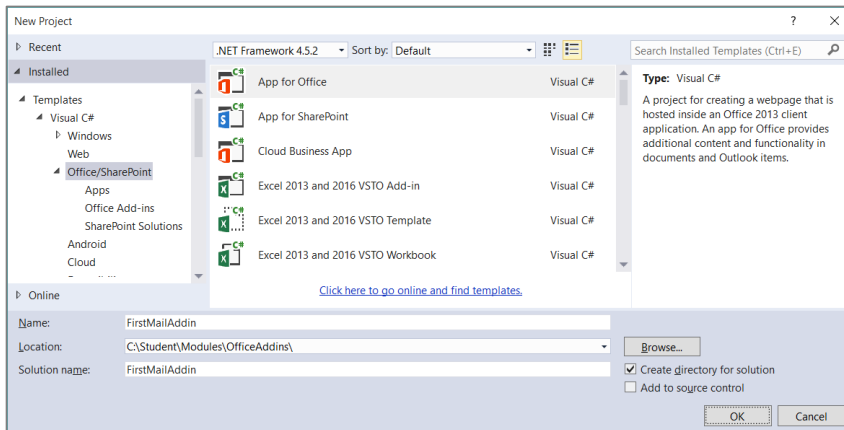 New Project
?
Recent
.NET Framework 4.5.2
Sort by: Default
Search Installed Templates (Ctrl+E)
Installed
Templates
Visual C#
Windows
Web
Office/SharePoint
Apps
Office Add-ins
SharePoint Solutions
Android
Cloud
C# App for Office Visual C#
C# App for SharePoint Visual C#
C# Cloud Business App Visual C#
C# Excel 2013 and 2016 VSTO Add-in Visual C#
C# Excel 2013 and 2016 VSTO Template Visual C#
C# Excel 2013 and 2016 VSTO Workbook Visual C#
Click here to go online and find templates.
Type: Visual C#
A project for creating a webpage that is
hosted inside an Office 2013 client
application. An app for Office provides
additional content and functionality in
documents and Outlook items.
Online
Name: FirstMailAddin
Location: C:\Student\Modules\OfficeAddins\
Browse...
Solution name: FirstMailAddin
Create directory for solution
Add to source control
OK
Cancel